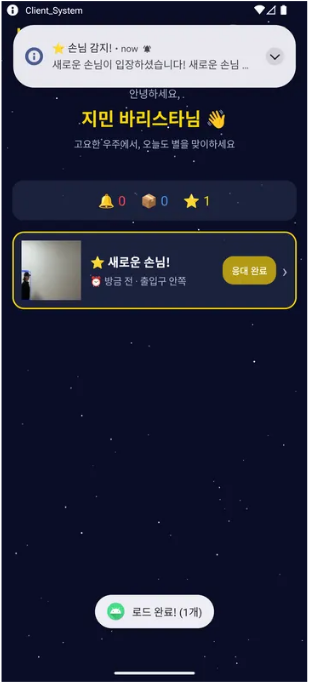 Client_System
⭐ 손님 감지! • now
새로운 손님이 입장하셨습니다! 새로운 손님 ...
안녕하세요,
지민 바리스타님 👋
고요한 우주에서, 오늘도 별을 맞이하세요
🔔 0 📦 0 ⭐ 1
⭐ 새로운 손님!
⏰ 방금 전 · 출입구 안쪽
응대 완료
로드 완료! (1개)